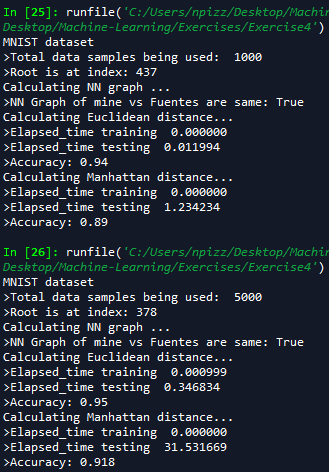 In [25]: runfile('C:/Users/npizz/Desktop/Machin
Desktop/Machine-Learning/Exercises/Exercise4')
MNIST dataset
>Total data samples being used:  1000
>Root is at index: 437
Calculating NN graph ...
>NN Graph of mine vs Fuentes are same: True
Calculating Euclidean distance...
>Elapsed_time training  0.000000
>Elapsed_time testing  0.011994
>Accuracy: 0.94
Calculating Manhattan distance...
>Elapsed_time training  0.000000
>Elapsed_time testing  1.234234
>Accuracy: 0.89
In [26]: runfile('C:/Users/npizz/Desktop/Machin
Desktop/Machine-Learning/Exercises/Exercise4')
MNIST dataset
>Total data samples being used:  5000
>Root is at index: 378
Calculating NN graph ...
>NN Graph of mine vs Fuentes are same: True
Calculating Euclidean distance...
>Elapsed_time training  0.000999
>Elapsed_time testing  0.346834
>Accuracy: 0.95
Calculating Manhattan distance...
>Elapsed_time training  0.000000
>Elapsed_time testing  31.531669
>Accuracy: 0.918